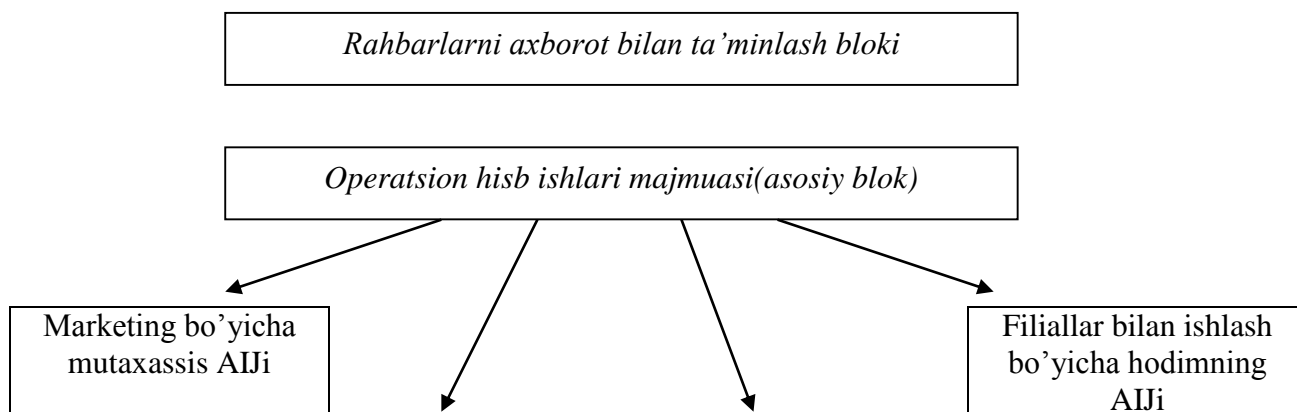 Rahbarlarni axborot bilan ta’minlash bloki
Operatsion hisb ishlari majmuasi(asosiy blok)
Marketing bo’yicha
mutaxassis AIJi
Filiallar bilan ishlash
bo’yicha hodimning
AIJi